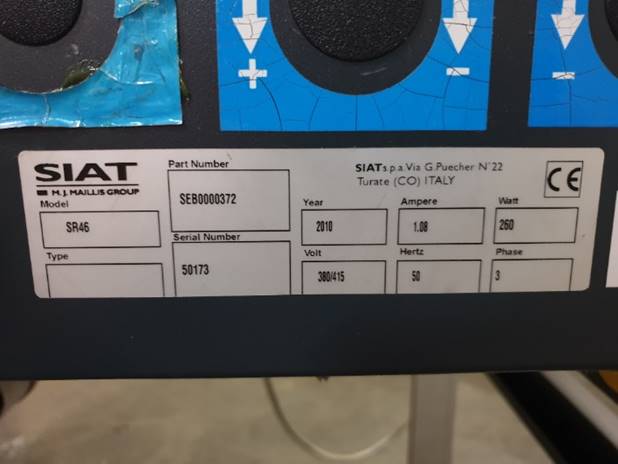 +
-
-
SIAT
M.J. MAILLIS GROUP
Model
SR46
Type
Part Number
SEB0000372
Serial Number
50173
SIAT s.p.a. Via G.Puecher N°22
Turate (CO) ITALY
CE
Year
2010
Ampere
1.08
Watt
260
Volt
380/415
Hertz
50
Phase
3